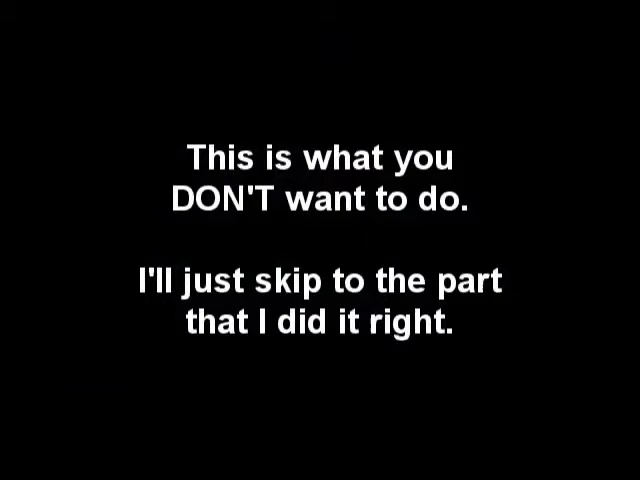 This is what you
DON'T want to do.
I'll just skip to the part
that I did it right.